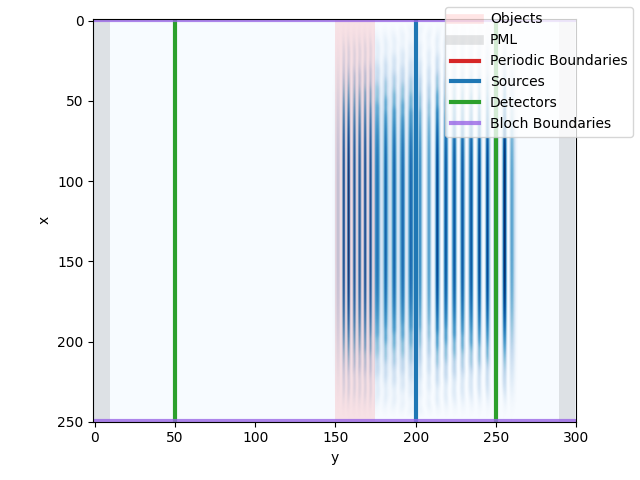 Objects
PML
Periodic Boundaries
Sources
Detectors
Bloch Boundaries
0
50
100
150
200
250
x
0 50 100 150 200 250 300
y